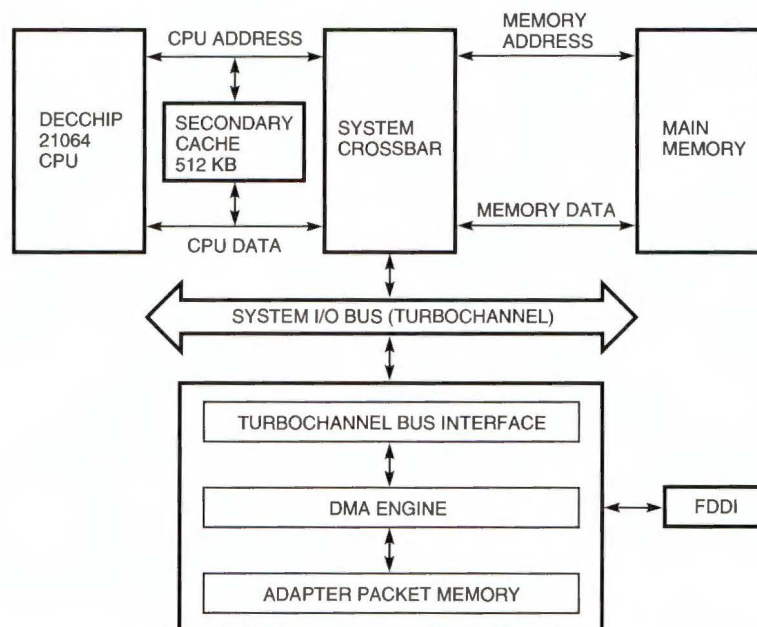 CPU ADDRESS
MEMORY
ADDRESS
DECCHIP
21064
CPU
SECONDARY
CACHE
512 KB
SYSTEM
CROSSBAR
MAIN
MEMORY
CPU DATA
MEMORY DATA
SYSTEM I/O BUS (TURBOCHANNEL)
TURBOCHANNEL BUS INTERFACE
DMA ENGINE
FDDI
ADAPTER PACKET MEMORY